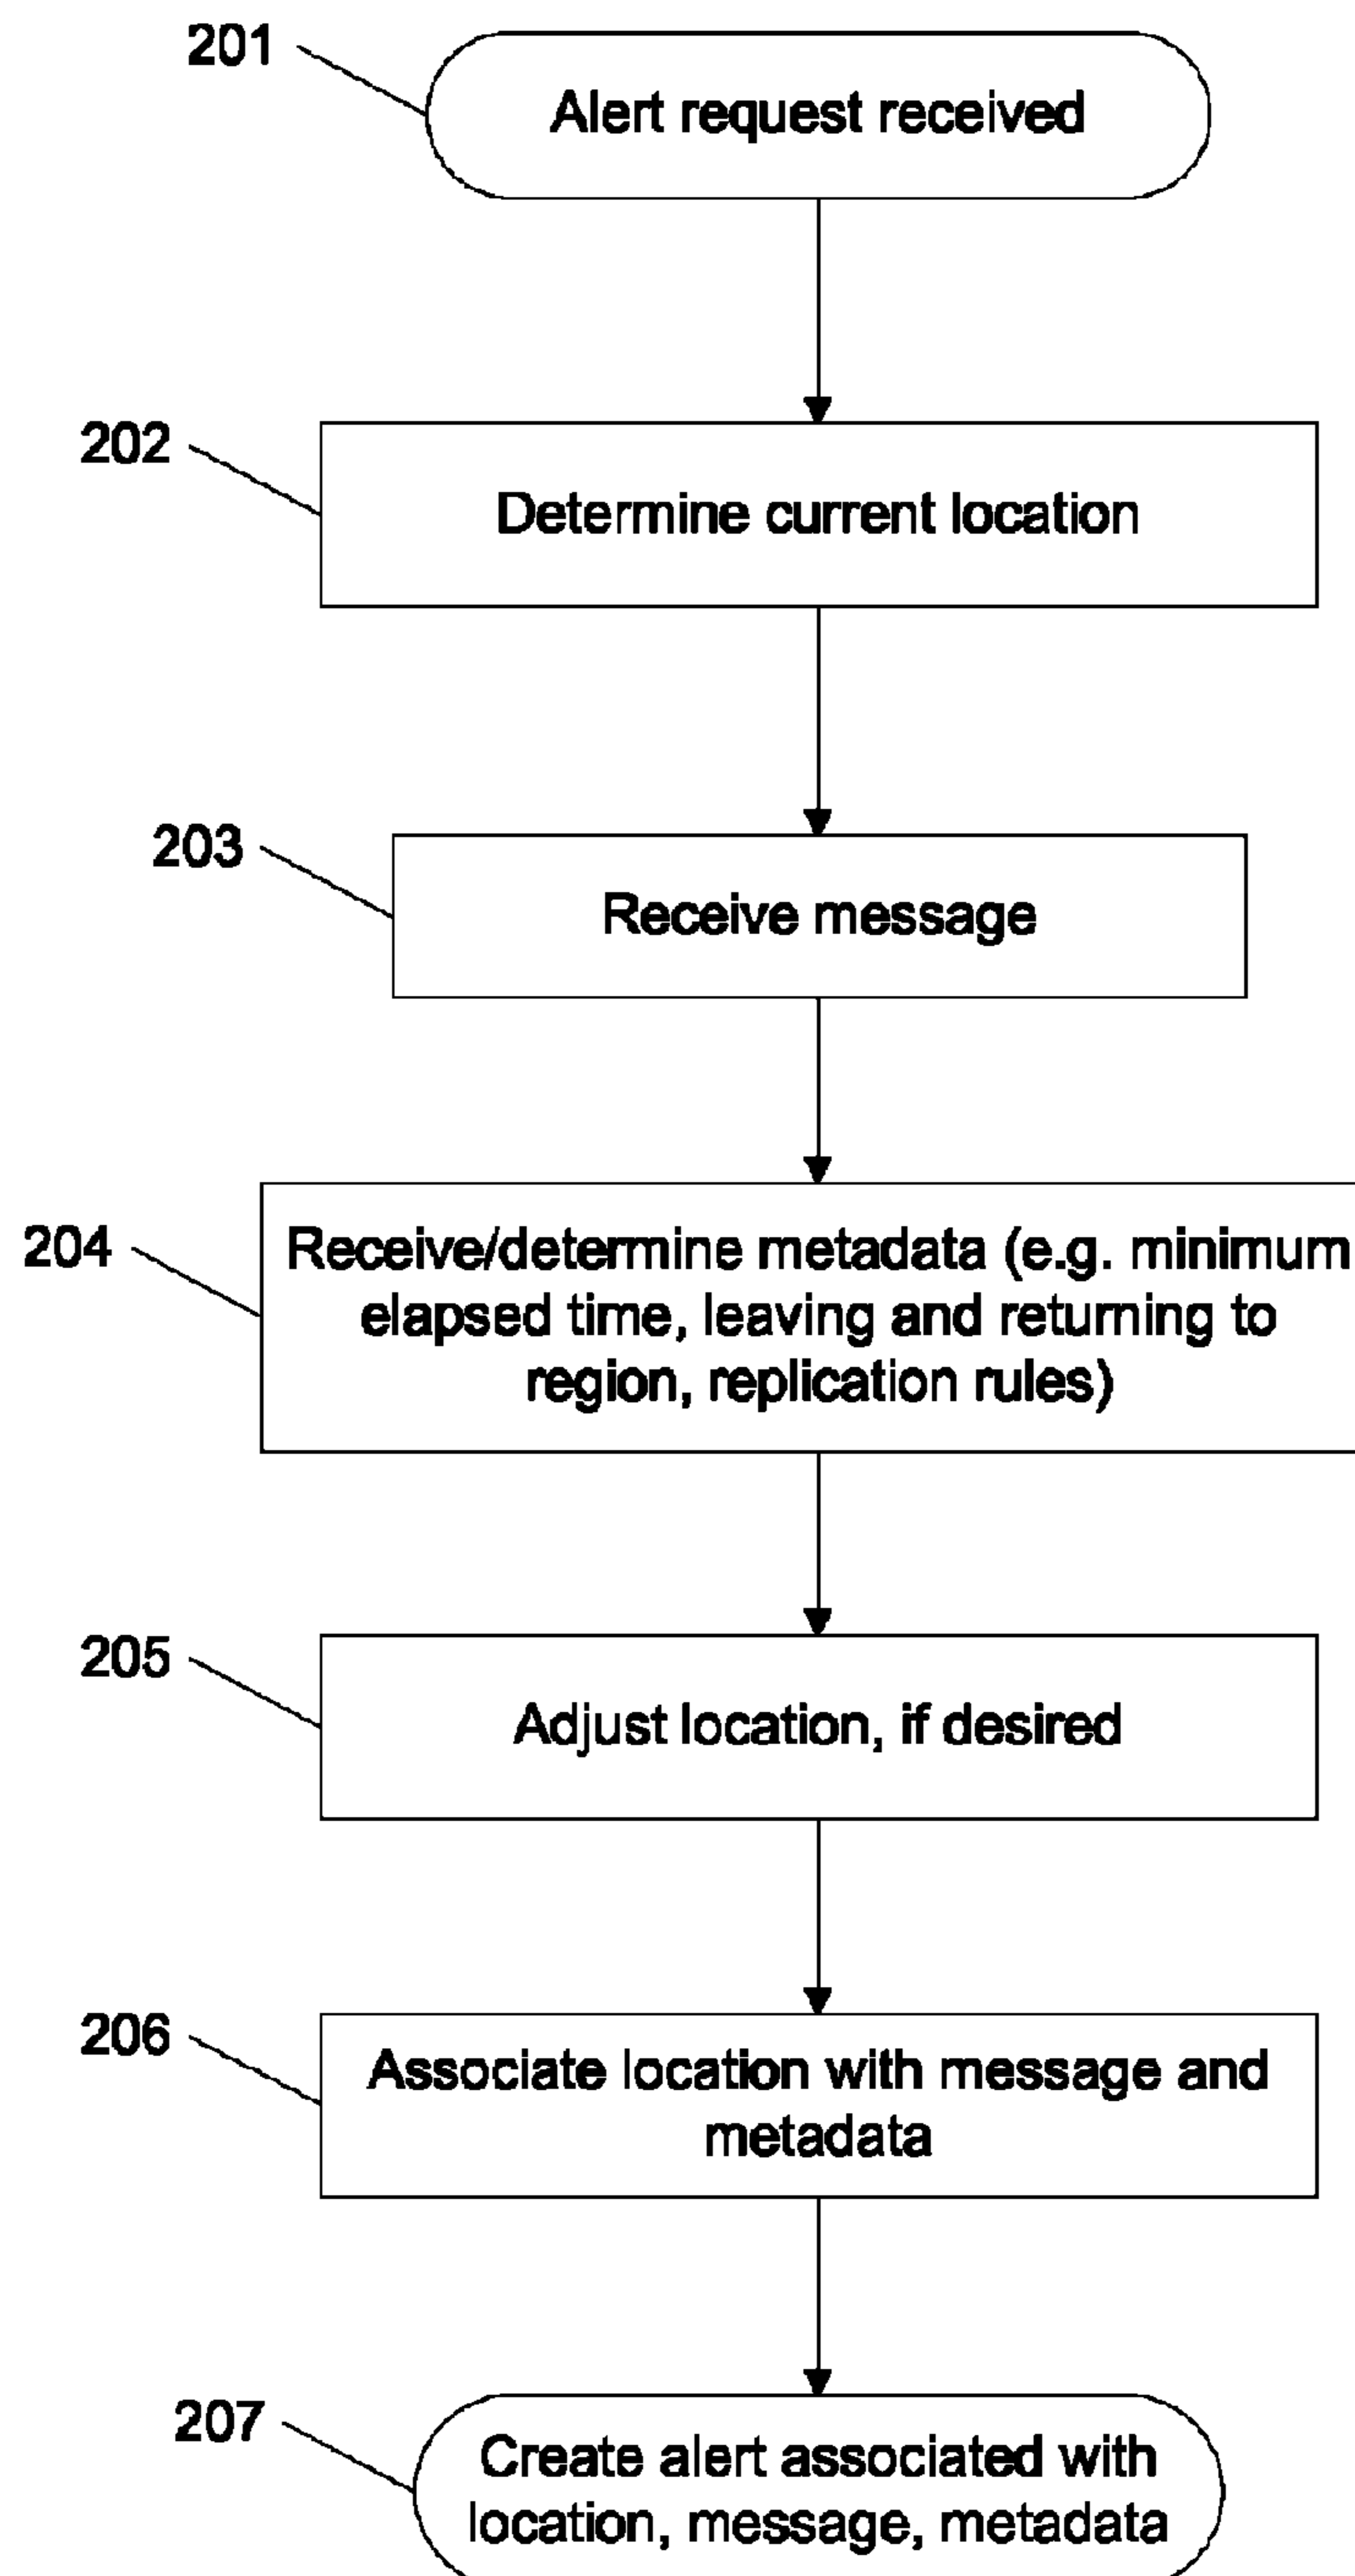 201
Alert request received
202
Determine current location
203
Receive message
204
Receive/determine metadata (e.g. minimum
elapsed time, leaving and returning to
region, replication rules)
205
Adjust location, if desired
206
Associate location with message and
metadata
207
Create alert associated with
location, message, metadata